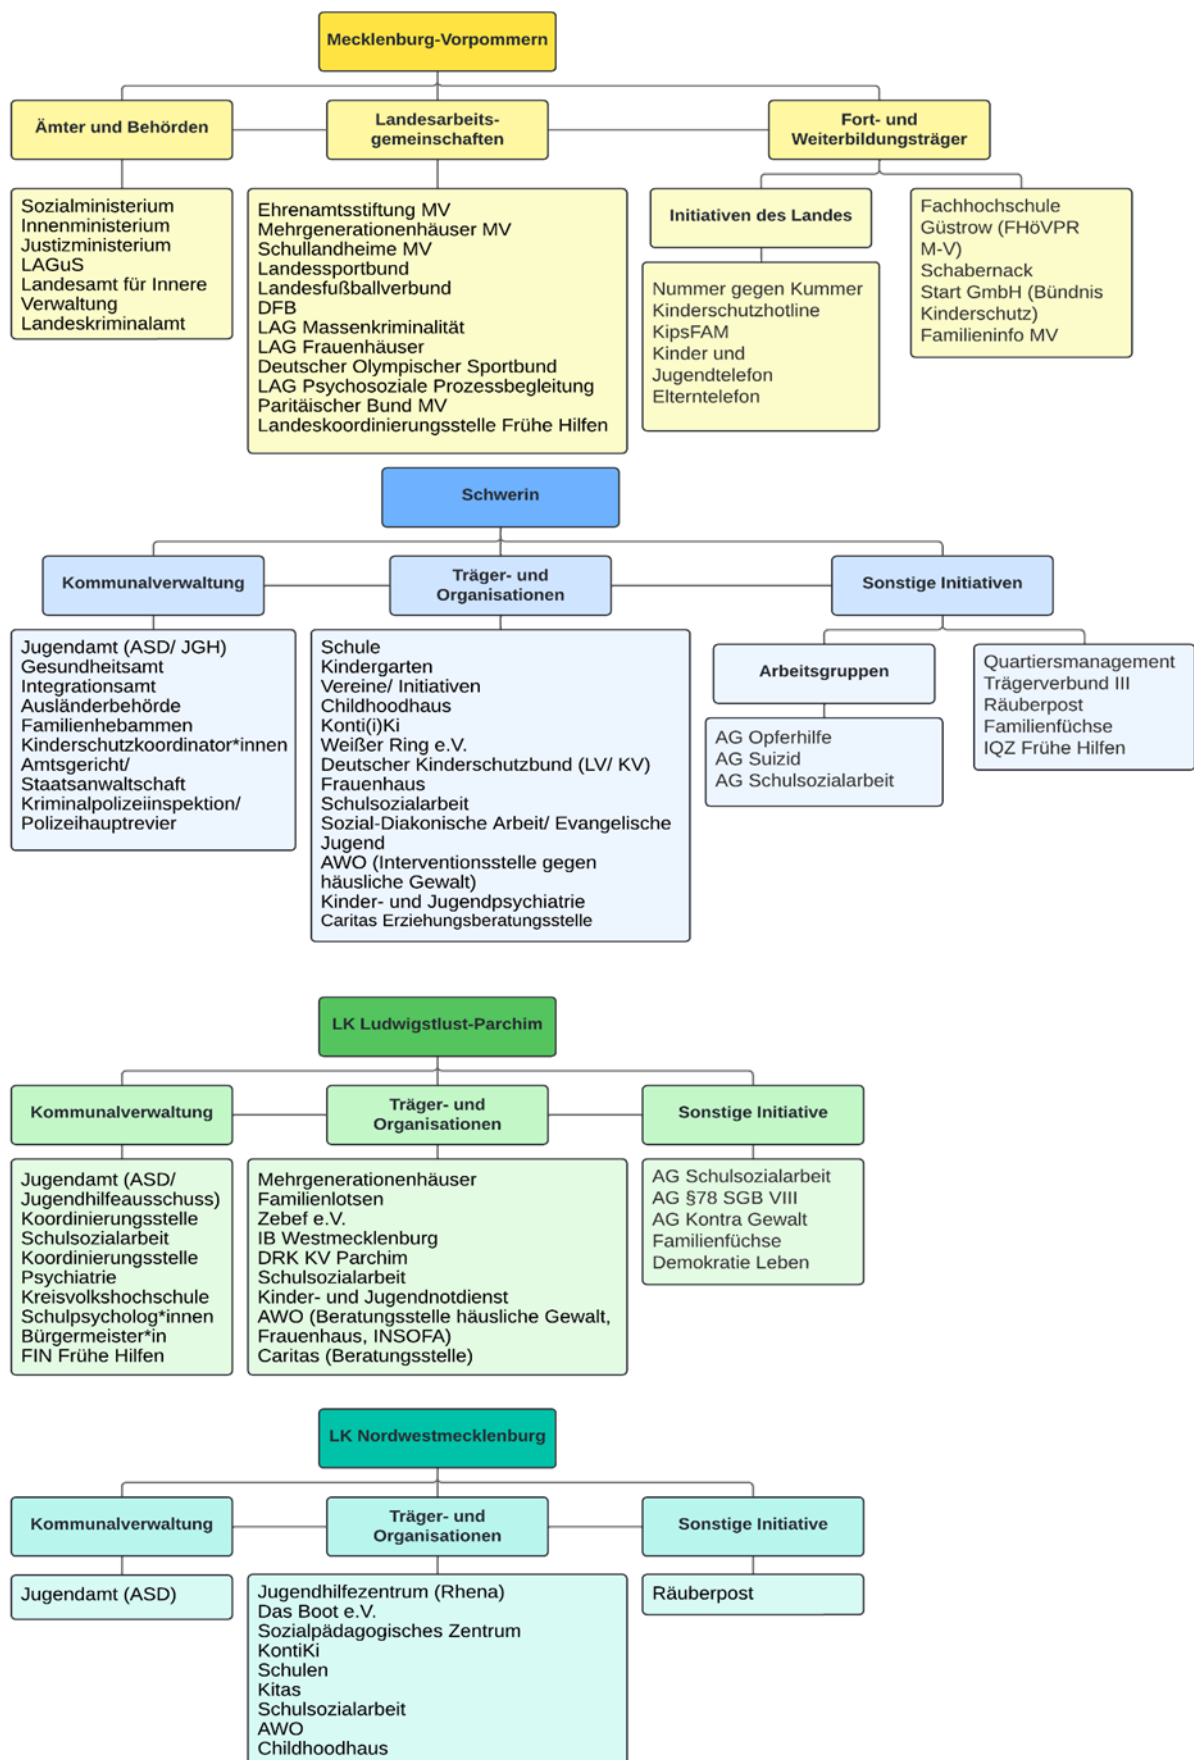 Mecklenburg-Vorpommern
Ämter und Behörden
Landesarbeits-
gemeinschaften
Fort- und
Weiterbildungsträger
Sozialministerium
Innenministerium
Justizministerium
LAGuS
Landesamt für Innere
Verwaltung
Landeskriminalamt
Ehrenamtsstiftung MV
Mehrgenerationenhäuser MV
Schullandheime MV
Landessportbund
Landesfußballverbund
DFB
LAG Massenkriminalität
LAG Frauenhäuser
Deutscher Olympischer Sportbund
LAG Psychosoziale Prozessbegleitung
Paritäischer Bund MV
Landeskoordinierungsstelle Frühe Hilfen
Initiativen des Landes
Nummer gegen Kummer
Kinderschutzhotline
KipsFAM
Kinder und
Jugendtelefon
Elterntelefon
Fachhochschule
Güstrow (FHöVPR
M-V)
Schabernack
Start GmbH (Bündnis
Kinderschutz)
Familieninfo MV
Schwerin
Kommunalverwaltung
Träger- und
Organisationen
Sonstige Initiativen
Jugendamt (ASD/ JGH)
Gesundheitsamt
Integrationsamt
Ausländerbehörde
Familienhebammen
Kinderschutzkoordinator*innen
Amtsgericht/
Staatsanwaltschaft
Kriminalpolizeiinspektion/
Polizeihauptrevier
Schule
Kindergarten
Vereine/ Initiativen
Childhoodhaus
Konti(i)Ki
Weißer Ring e.V.
Deutscher Kinderschutzbund (LV/ KV)
Frauenhaus
Schulsozialarbeit
Sozial-Diakonische Arbeit/ Evangelische
Jugend
AWO (Interventionsstelle gegen
häusliche Gewalt)
Kinder- und Jugendpsychiatrie
Caritas Erziehungsberatungsstelle
Arbeitsgruppen
AG Opferhilfe
AG Suizid
AG Schulsozialarbeit
Quartiersmanagement
Trägerverbund III
Räuberpost
Familienfüchse
IQZ Frühe Hilfen
LK Ludwigstlust-Parchim
Kommunalverwaltung
Träger- und
Organisationen
Sonstige Initiative
Jugendamt (ASD/
Jugendhilfeausschuss)
Koordinierungsstelle
Schulsozialarbeit
Koordinierungsstelle
Psychiatrie
Kreisvolkshochschule
Schulpsycholog*innen
Bürgermeister*in
FIN Frühe Hilfen
Mehrgenerationenhäuser
Familienlotsen
Zebef e.V.
IB Westmecklenburg
DRK KV Parchim
Schulsozialarbeit
Kinder- und Jugendnotdienst
AWO (Beratungsstelle häusliche Gewalt,
Frauenhaus, INSOFA)
Caritas (Beratungsstelle)
AG Schulsozialarbeit
AG §78 SGB VIII
AG Kontra Gewalt
Familienfüchse
Demokratie Leben
LK Nordwestmecklenburg
Kommunalverwaltung
Träger- und
Organisationen
Sonstige Initiative
Jugendamt (ASD)
Jugendhilfezentrum (Rhena)
Das Boot e.V.
Sozialpädagogisches Zentrum
KontiKi
Schulen
Kitas
Schulsozialarbeit
AWO
Childhoodhaus
Räuberpost